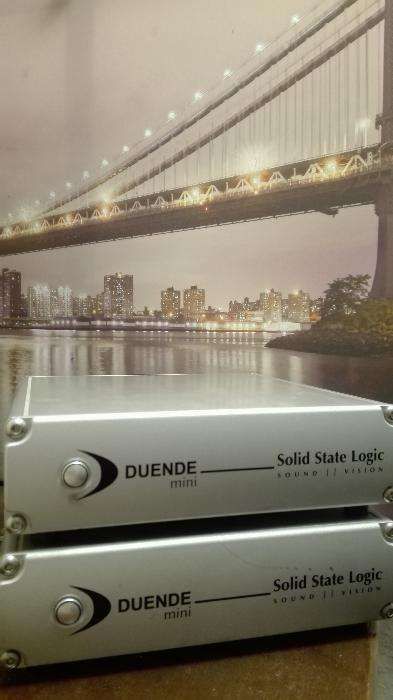 DUENDE
mini
Solid State Logic
SOUND || VISION
DUENDE
mini
Solid State Logic
SOUND || VISION